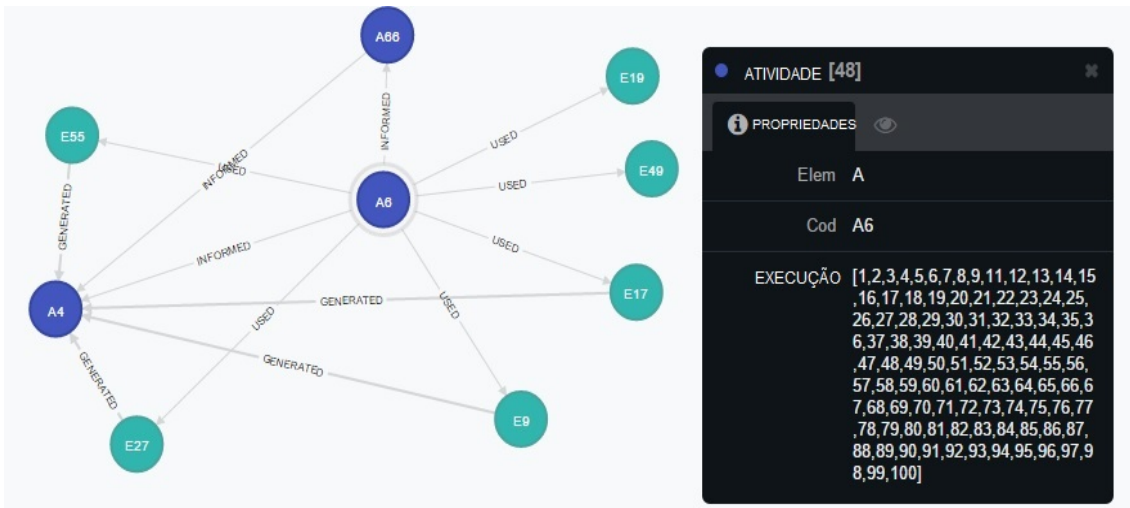 A66
E19
INFORMED
E55
USED
USED
INFORMED
E49
USED
A6
GENERATED
USED
INFORMED
E17
GENERATED
A4
USED
USED
GENERATED
GENERATED
E9
E27
ATIVIDADE [48]
PROPRIEDADES
Elem A
Cod A6
EXECUÇÃO [1,2,3,4,5,6,7,8,9,11,12,13,14,15
,16,17,18,19,20,21,22,23,24,25,
26,27,28,29,30,31,32,33,34,35,3
6,37,38,39,40,41,42,43,44,45,46
,47,48,49,50,51,52,53,54,55,56,
57,58,59,60,61,62,63,64,65,66,6
7,68,69,70,71,72,73,74,75,76,77
,78,79,80,81,82,83,84,85,86,87,
88,89,90,91,92,93,94,95,96,97,9
8,99,100]